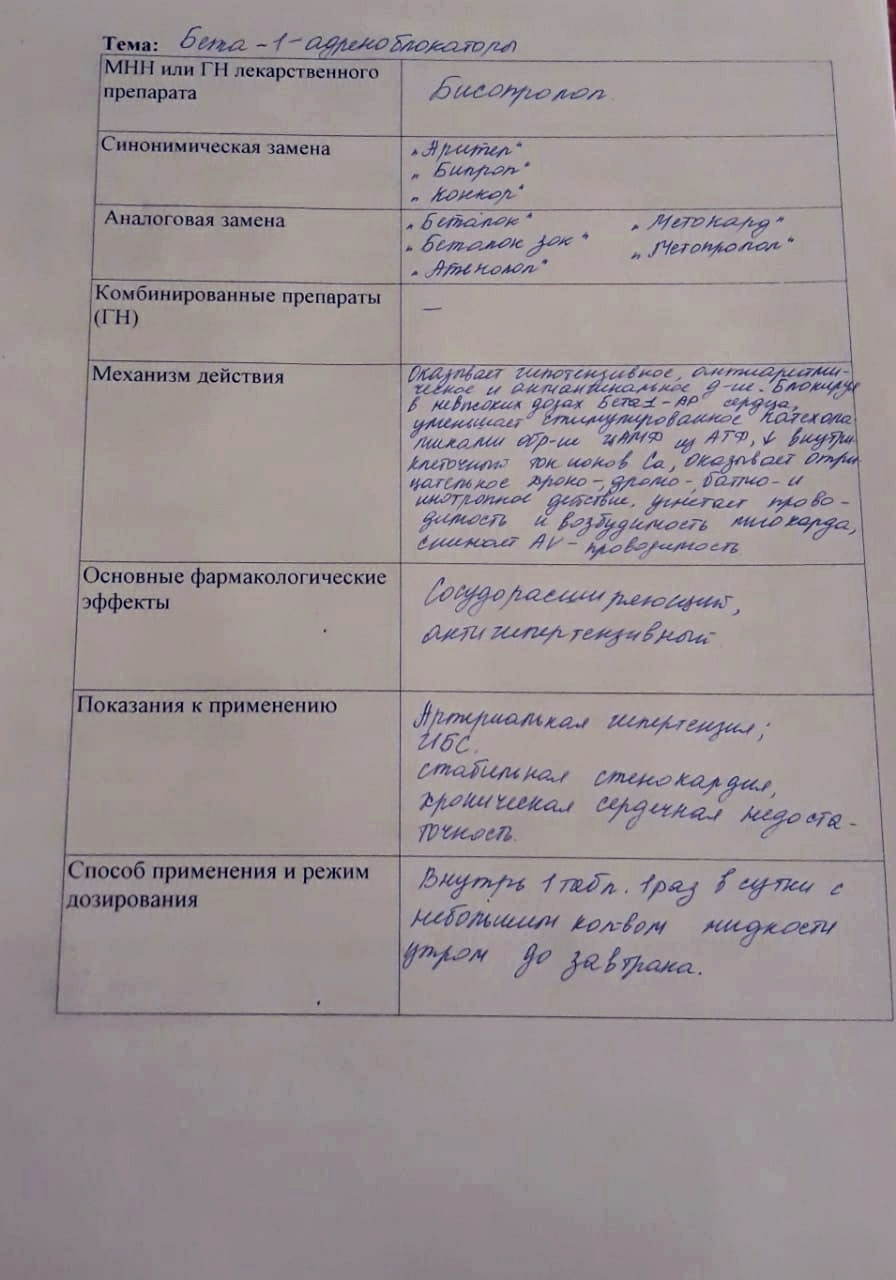 Тема: Бета-1-адреноблокаторы
МНН или ГН лекарственного
препарата
Бисопролол
Синонимическая замена
„Арител"
„Бипрол"
„Конкор"
Аналоговая замена
„Беталок" „Метокард"
„Беталок зок" „Метопролол"
„Атенолол"
Комбинированные препараты
(ГН)
—
Механизм действия
Оказывает гипотензивное, антиаритми-
ческое и антиангинальное д-ие. Блокируя
в невысоких дозах Бета1-АР сердца,
уменьшает стимулированное катехола
минами обр-ие цАМФ из АТФ, ↓ внутри
клеточный ток ионов Ca, оказывает отри
цательное хроно-, дромо-, батмо- и
инотропное действие. угнетает прово-
димость и возбудимость миокарда,
снижает AV-проводимость
Основные фармакологические
эффекты
Сосудорасширяющий,
антигипертензивный
Показания к применению
Артериальная гипертензия;
ИБС.
стабильная стенокардия,
хроническая сердечная недоста-
точность.
Способ применения и режим
дозирования
Внутрь 1 табл. 1 раз в сутки с
небольшим кол-вом жидкости
утром до завтрака.